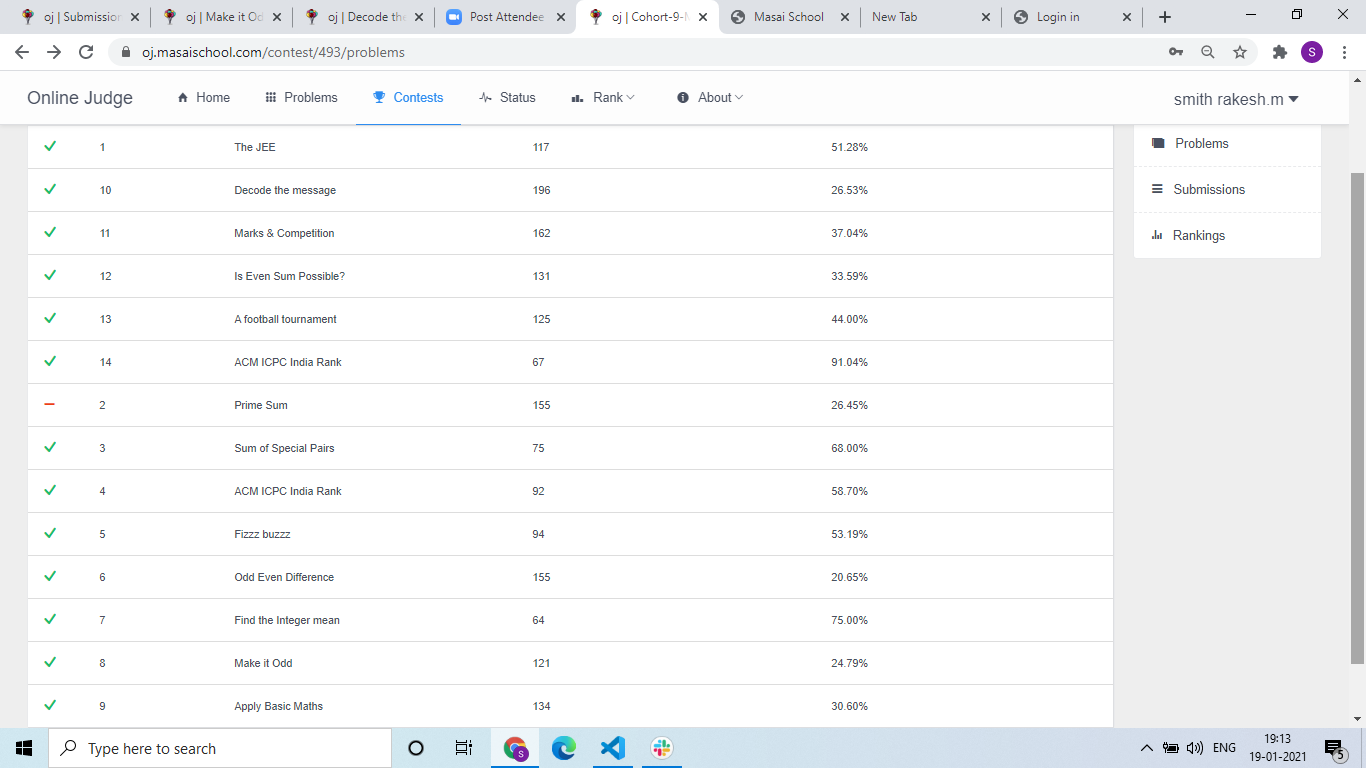 oj | Submission
oj | Make it Od
oj | Decode the
Post Attendee
oj | Cohort-9-M
Masai School
New Tab
Login in
oj.masaischool.com/contest/493/problems
S
Online Judge
Home
Problems
Contests
Status
Rank
About
smith rakesh.m
1 The JEE 117 51.28%
10 Decode the message 196 26.53%
11 Marks & Competition 162 37.04%
12 Is Even Sum Possible? 131 33.59%
13 A football tournament 125 44.00%
14 ACM ICPC India Rank 67 91.04%
2 Prime Sum 155 26.45%
3 Sum of Special Pairs 75 68.00%
4 ACM ICPC India Rank 92 58.70%
5 Fizzz buzzz 94 53.19%
6 Odd Even Difference 155 20.65%
7 Find the Integer mean 64 75.00%
8 Make it Odd 121 24.79%
9 Apply Basic Maths 134 30.60%
Problems
Submissions
Rankings
Type here to search
S
ENG
19:13
19-01-2021
5